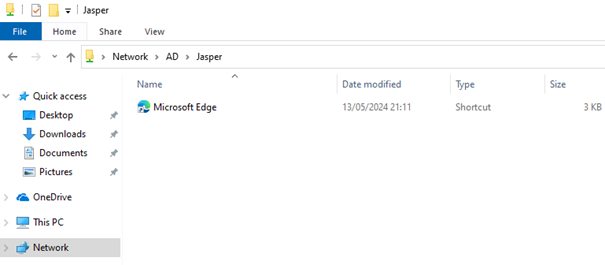 Jasper
File Home Share View
Network AD Jasper
Name Date modified Type Size
Quick access
Microsoft Edge 13/05/2024 21:11 Shortcut 3 KB
Desktop
Downloads
Documents
Pictures
OneDrive
This PC
Network